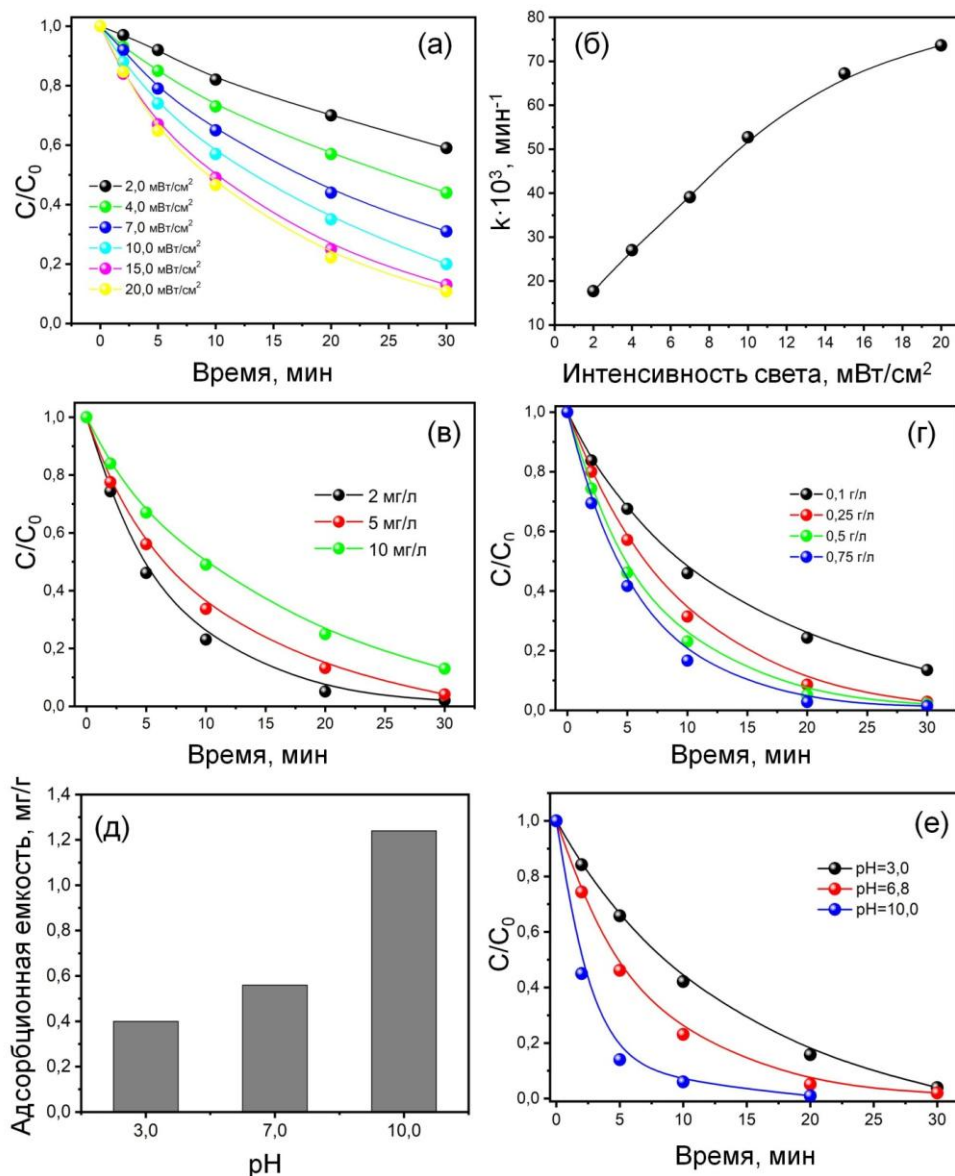 (а)
C/C₀
1,0
0,8
0,6
0,4
0,2
0,0
2,0 мВт/см²
4,0 мВт/см²
7,0 мВт/см²
10,0 мВт/см²
15,0 мВт/см²
20,0 мВт/см²
0 5 10 15 20 25 30
Время, мин
(б)
k·10³, мин⁻¹
80
70
60
50
40
30
20
10
0 2 4 6 8 10 12 14 16 18 20
Интенсивность света, мВт/см²
(в)
C/C₀
1,0
0,8
0,6
0,4
0,2
0,0
2 мг/л
5 мг/л
10 мг/л
0 5 10 15 20 25 30
Время, мин
(г)
C/C₀
1,0
0,8
0,6
0,4
0,2
0,0
0,1 г/л
0,25 г/л
0,5 г/л
0,75 г/л
0 5 10 15 20 25 30
Время, мин
(д)
Адсорбционная емкость, мг/г
1,4
1,2
1,0
0,8
0,6
0,4
0,2
0,0
3,0 7,0 10,0
pH
(е)
C/C₀
1,0
0,8
0,6
0,4
0,2
0,0
pH=3,0
pH=6,8
pH=10,0
0 5 10 15 20 25 30
Время, мин